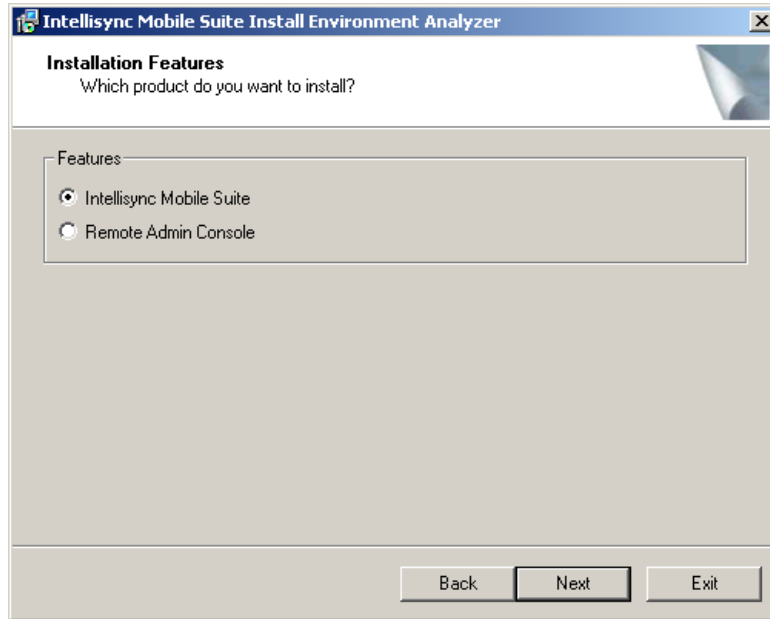 Intellisync Mobile Suite Install Environment Analyzer
Installation Features
Which product do you want to install?
Features
Intellisync Mobile Suite
Remote Admin Console
Back Next Exit